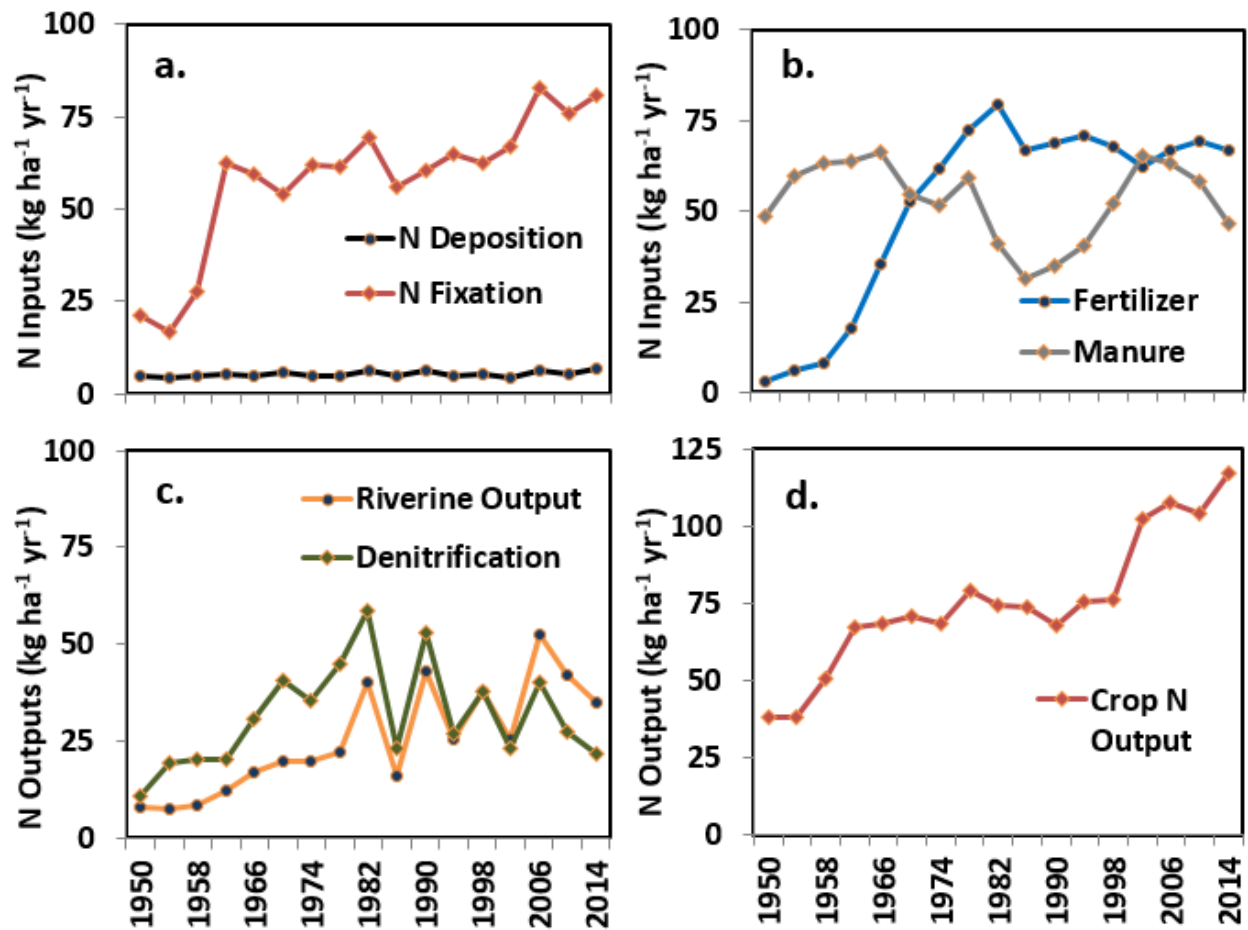 a.
N Inputs (kg ha⁻¹ yr⁻¹)
100
75
50
25
0
N Deposition
N Fixation
b.
N Inputs (kg ha⁻¹ yr⁻¹)
100
75
50
25
0
Fertilizer
Manure
c.
N Outputs (kg ha⁻¹ yr⁻¹)
100
75
50
25
0
Riverine Output
Denitrification
1950
1958
1966
1974
1982
1990
1998
2006
2014
d.
N Output (kg ha⁻¹ yr⁻¹)
125
100
75
50
25
0
Crop N
Output
1950
1958
1966
1974
1982
1990
1998
2006
2014